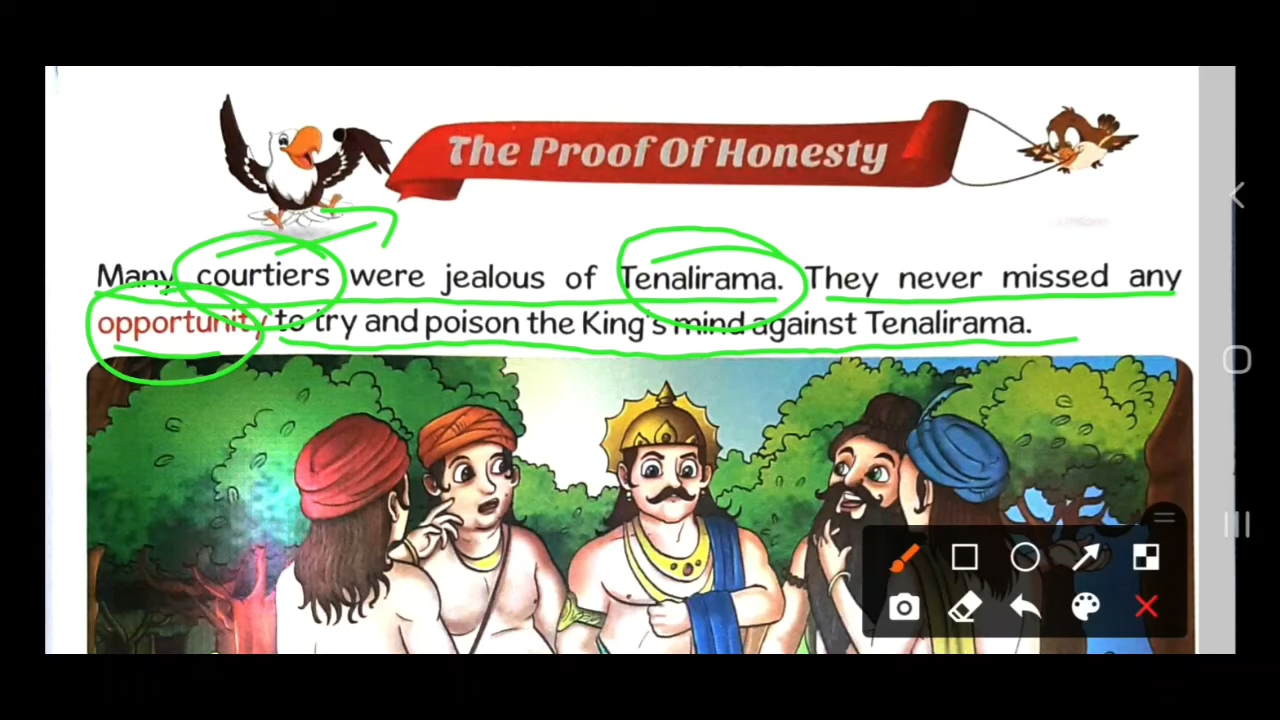 The Proof Of Honesty
Many courtiers were jealous of Tenalirama. They never missed any
opportunity to try and poison the King's mind against Tenalirama.